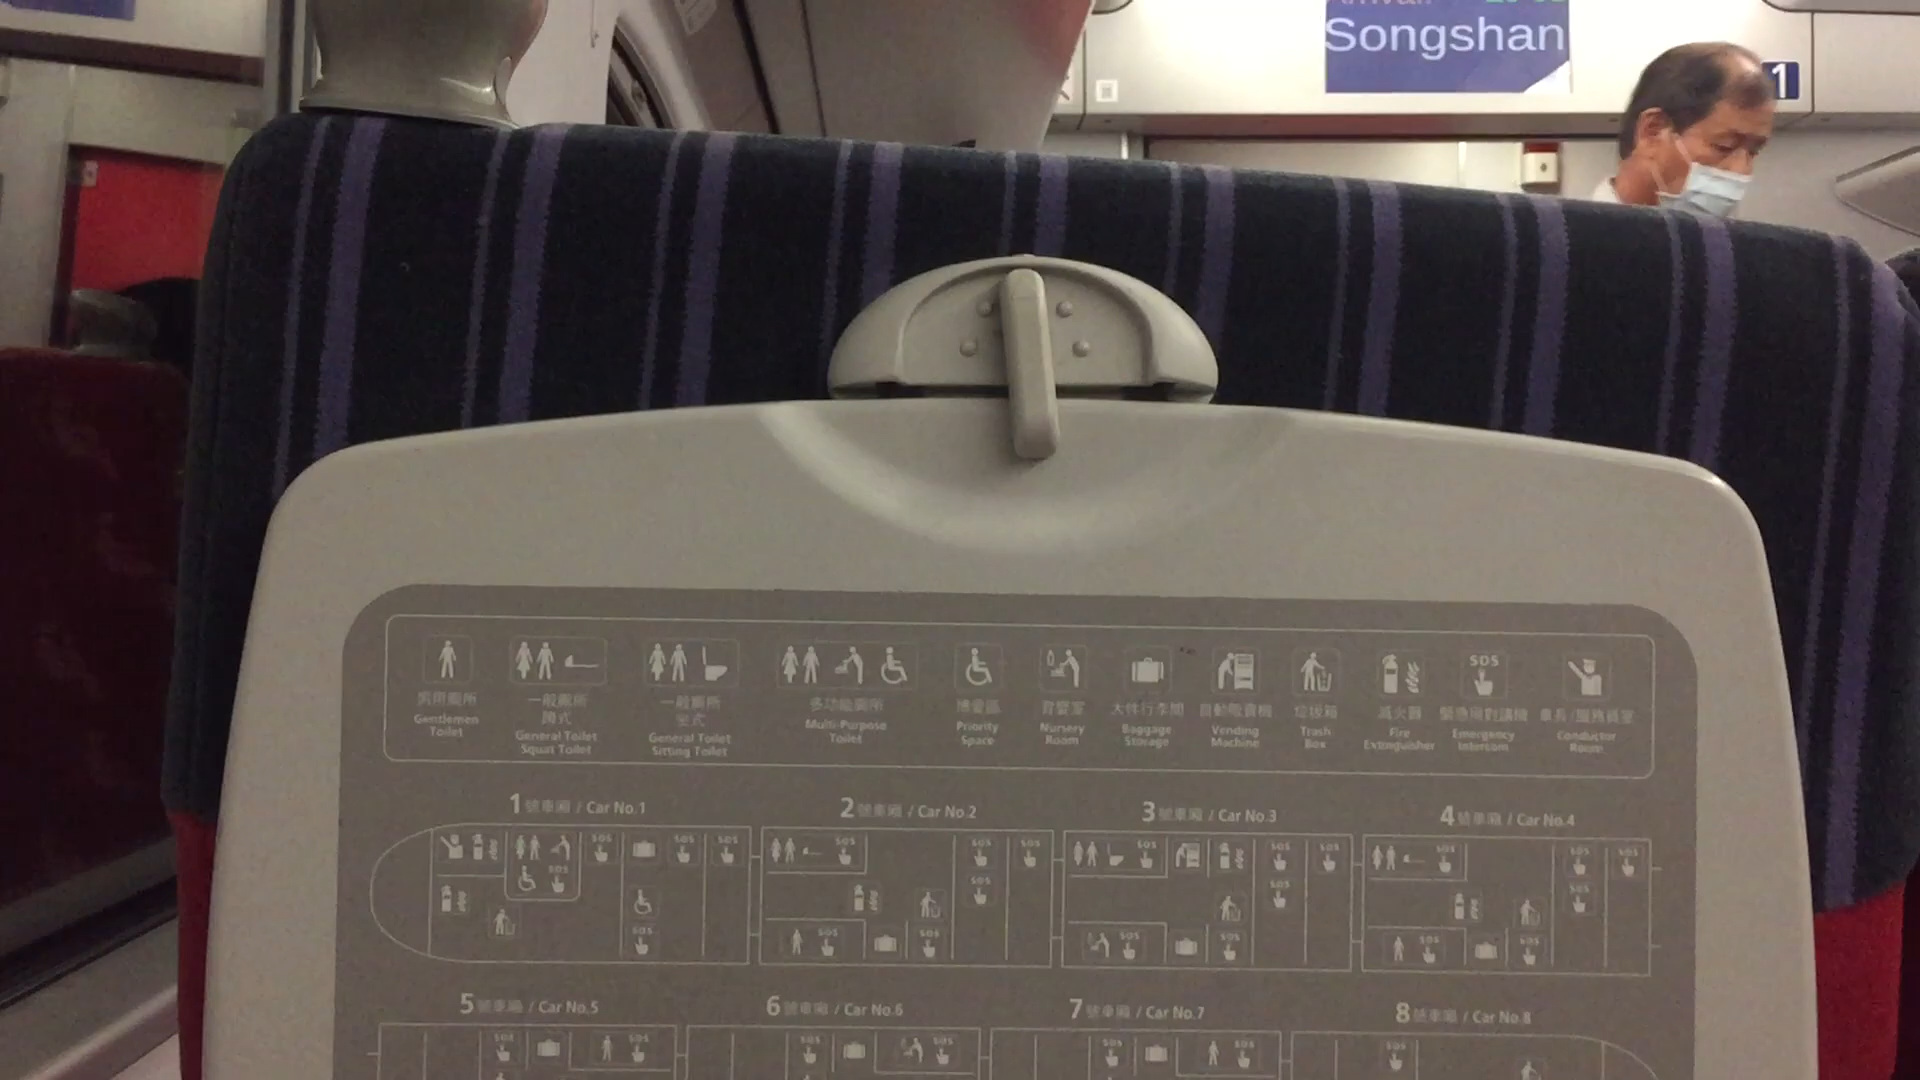 Songshan
1
男用廁所
Gentlemen
Toilet
一般廁所
蹲式
General Toilet
Squat Toilet
一般廁所
坐式
General Toilet
Sitting Toilet
多功能廁所
Multi-Purpose
Toilet
博愛區
Priority
Space
育嬰室
Nursery
Room
大件行李間
Baggage
Storage
自動販賣機
Vending
Machine
垃圾箱
Trash
Box
滅火器
Fire
Extinguisher
SOS
緊急用對講機
Emergency
Intercom
車長/服務員室
Conductor
Room
1號車廂 / Car No.1
2號車廂 / Car No.2
3號車廂 / Car No.3
4號車廂 / Car No.4
5號車廂 / Car No.5
6號車廂 / Car No.6
7號車廂 / Car No.7
8號車廂 / Car No.8